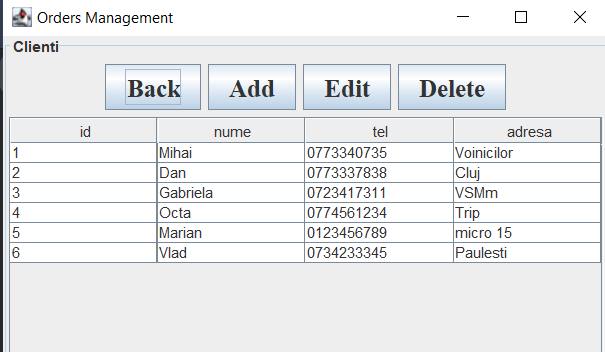 Orders Management
Clienti
Back Add Edit Delete
id nume tel adresa
1 Mihai 0773340735 Voinicilor
2 Dan 0773337838 Cluj
3 Gabriela 0723417311 VSMm
4 Octa 0774561234 Trip
5 Marian 0123456789 micro 15
6 Vlad 0734233345 Paulesti